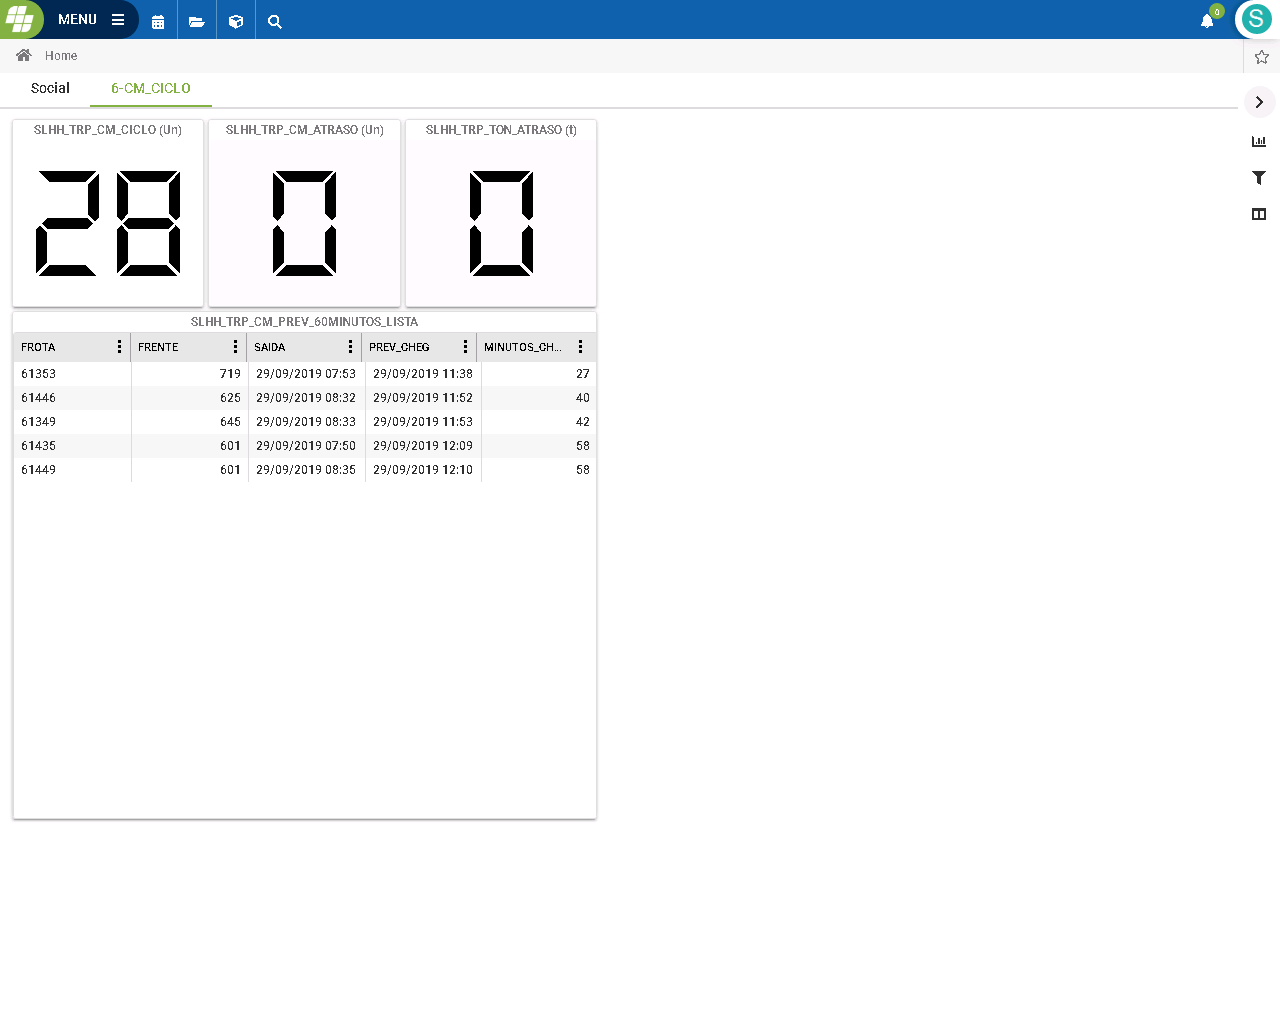 MENU
0
S
Home
Social 6-CM_CICLO
SLHH_TRP_CM_CICLO (Un) SLHH_TRP_CM_ATRASO (Un) SLHH_TRP_TON_ATRASO (t)
28 0 0
SLHH_TRP_CM_PREV_60MINUTOS_LISTA
FROTA FRENTE SAIDA PREV_CHEG MINUTOS_CH...
61353 719 29/09/2019 07:53 29/09/2019 11:38 27
61446 625 29/09/2019 08:32 29/09/2019 11:52 40
61349 645 29/09/2019 08:33 29/09/2019 11:53 42
61435 601 29/09/2019 07:50 29/09/2019 12:09 58
61449 601 29/09/2019 08:35 29/09/2019 12:10 58